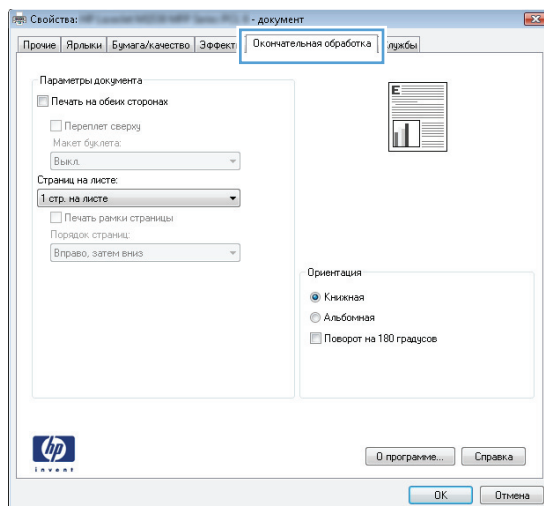 Свойства: - документ
Прочие Ярлыки Бумага/качество Эффект Окончательная обработка лужбы
Параметры документа
Печать на обеих сторонах
Переплет сверху
Макет буклета:
Выкл.
Страниц на листе:
1 стр. на листе
Печать рамки страницы
Порядок страниц:
Вправо, затем вниз
E
Ориентация
Книжная
Альбомная
Поворот на 180 градусов
hp
invent
О программе... Справка
OK Отмена